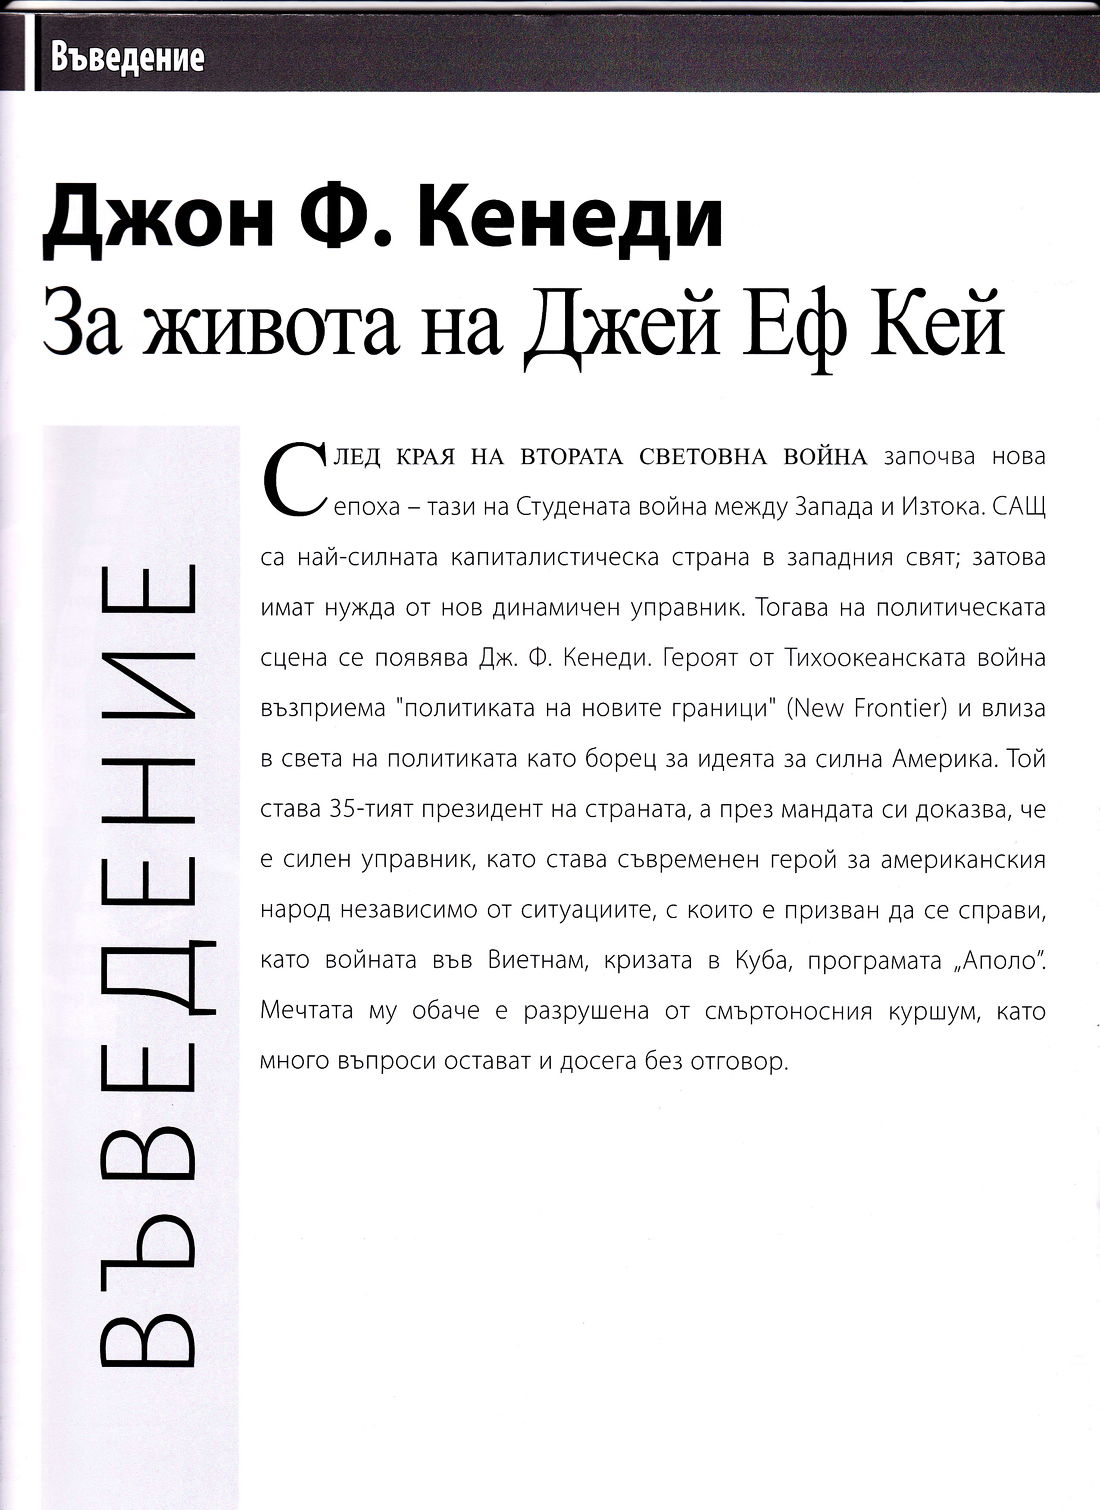 Въведение
Джон Ф. Кенеди
За живота на Джей Еф Кей
ВЪВЕДЕНИЕ
СЛЕД КРАЯ НА ВТОРАТА СВЕТОВНА ВОЙНА започва нова
епоха – тази на Студената война между Запада и Изтока. САЩ
са най-силната капиталистическа страна в западния свят; затова
имат нужда от нов динамичен управник. Тогава на политическата
сцена се появява Дж. Ф. Кенеди. Героят от Тихоокеанската война
възприема "политиката на новите граници" (New Frontier) и влиза
в света на политиката като борец за идеята за силна Америка. Той
става 35-тият президент на страната, а през мандата си доказва, че
е силен управник, като става съвременен герой за американския
народ независимо от ситуациите, с които е призван да се справи,
като войната във Виетнам, кризата в Куба, програмата „Аполо”.
Мечтата му обаче е разрушена от смъртоносния куршум, като
много въпроси остават и досега без отговор.